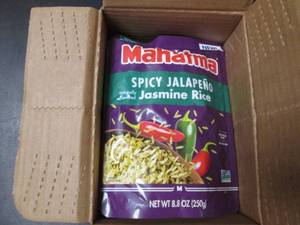 Mahatma
SPICY JALAPEÑO
Jasmine Rice
M
NET WT 8.8 OZ (250g)